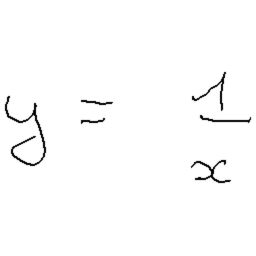 y = 1/x